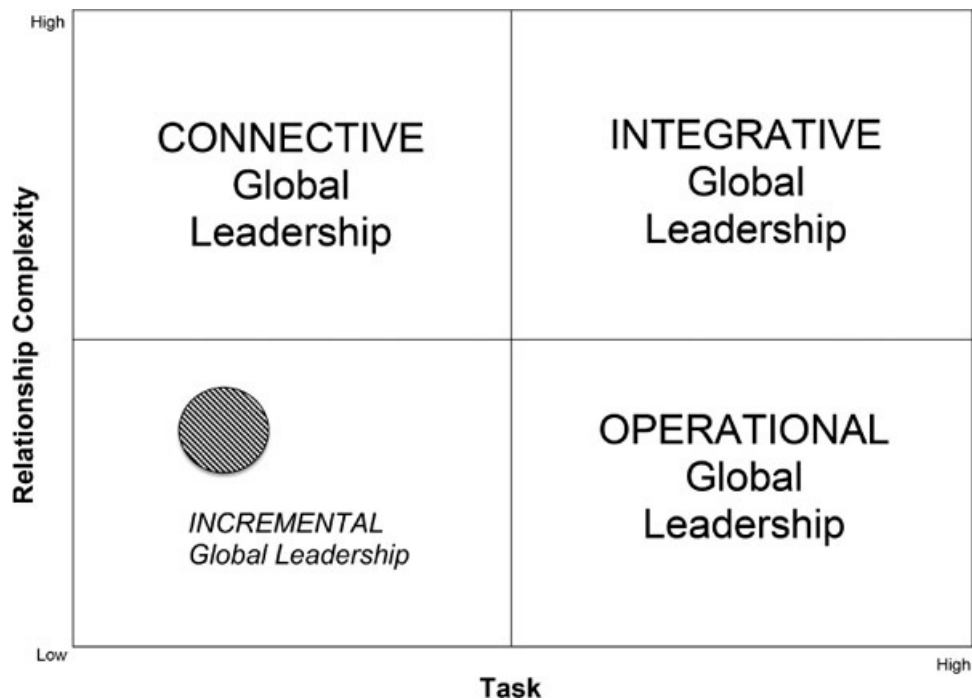 High
CONNECTIVE
Global
Leadership
INTEGRATIVE
Global
Leadership
Relationship Complexity
INCREMENTAL
Global Leadership
OPERATIONAL
Global
Leadership
Low
High
Task